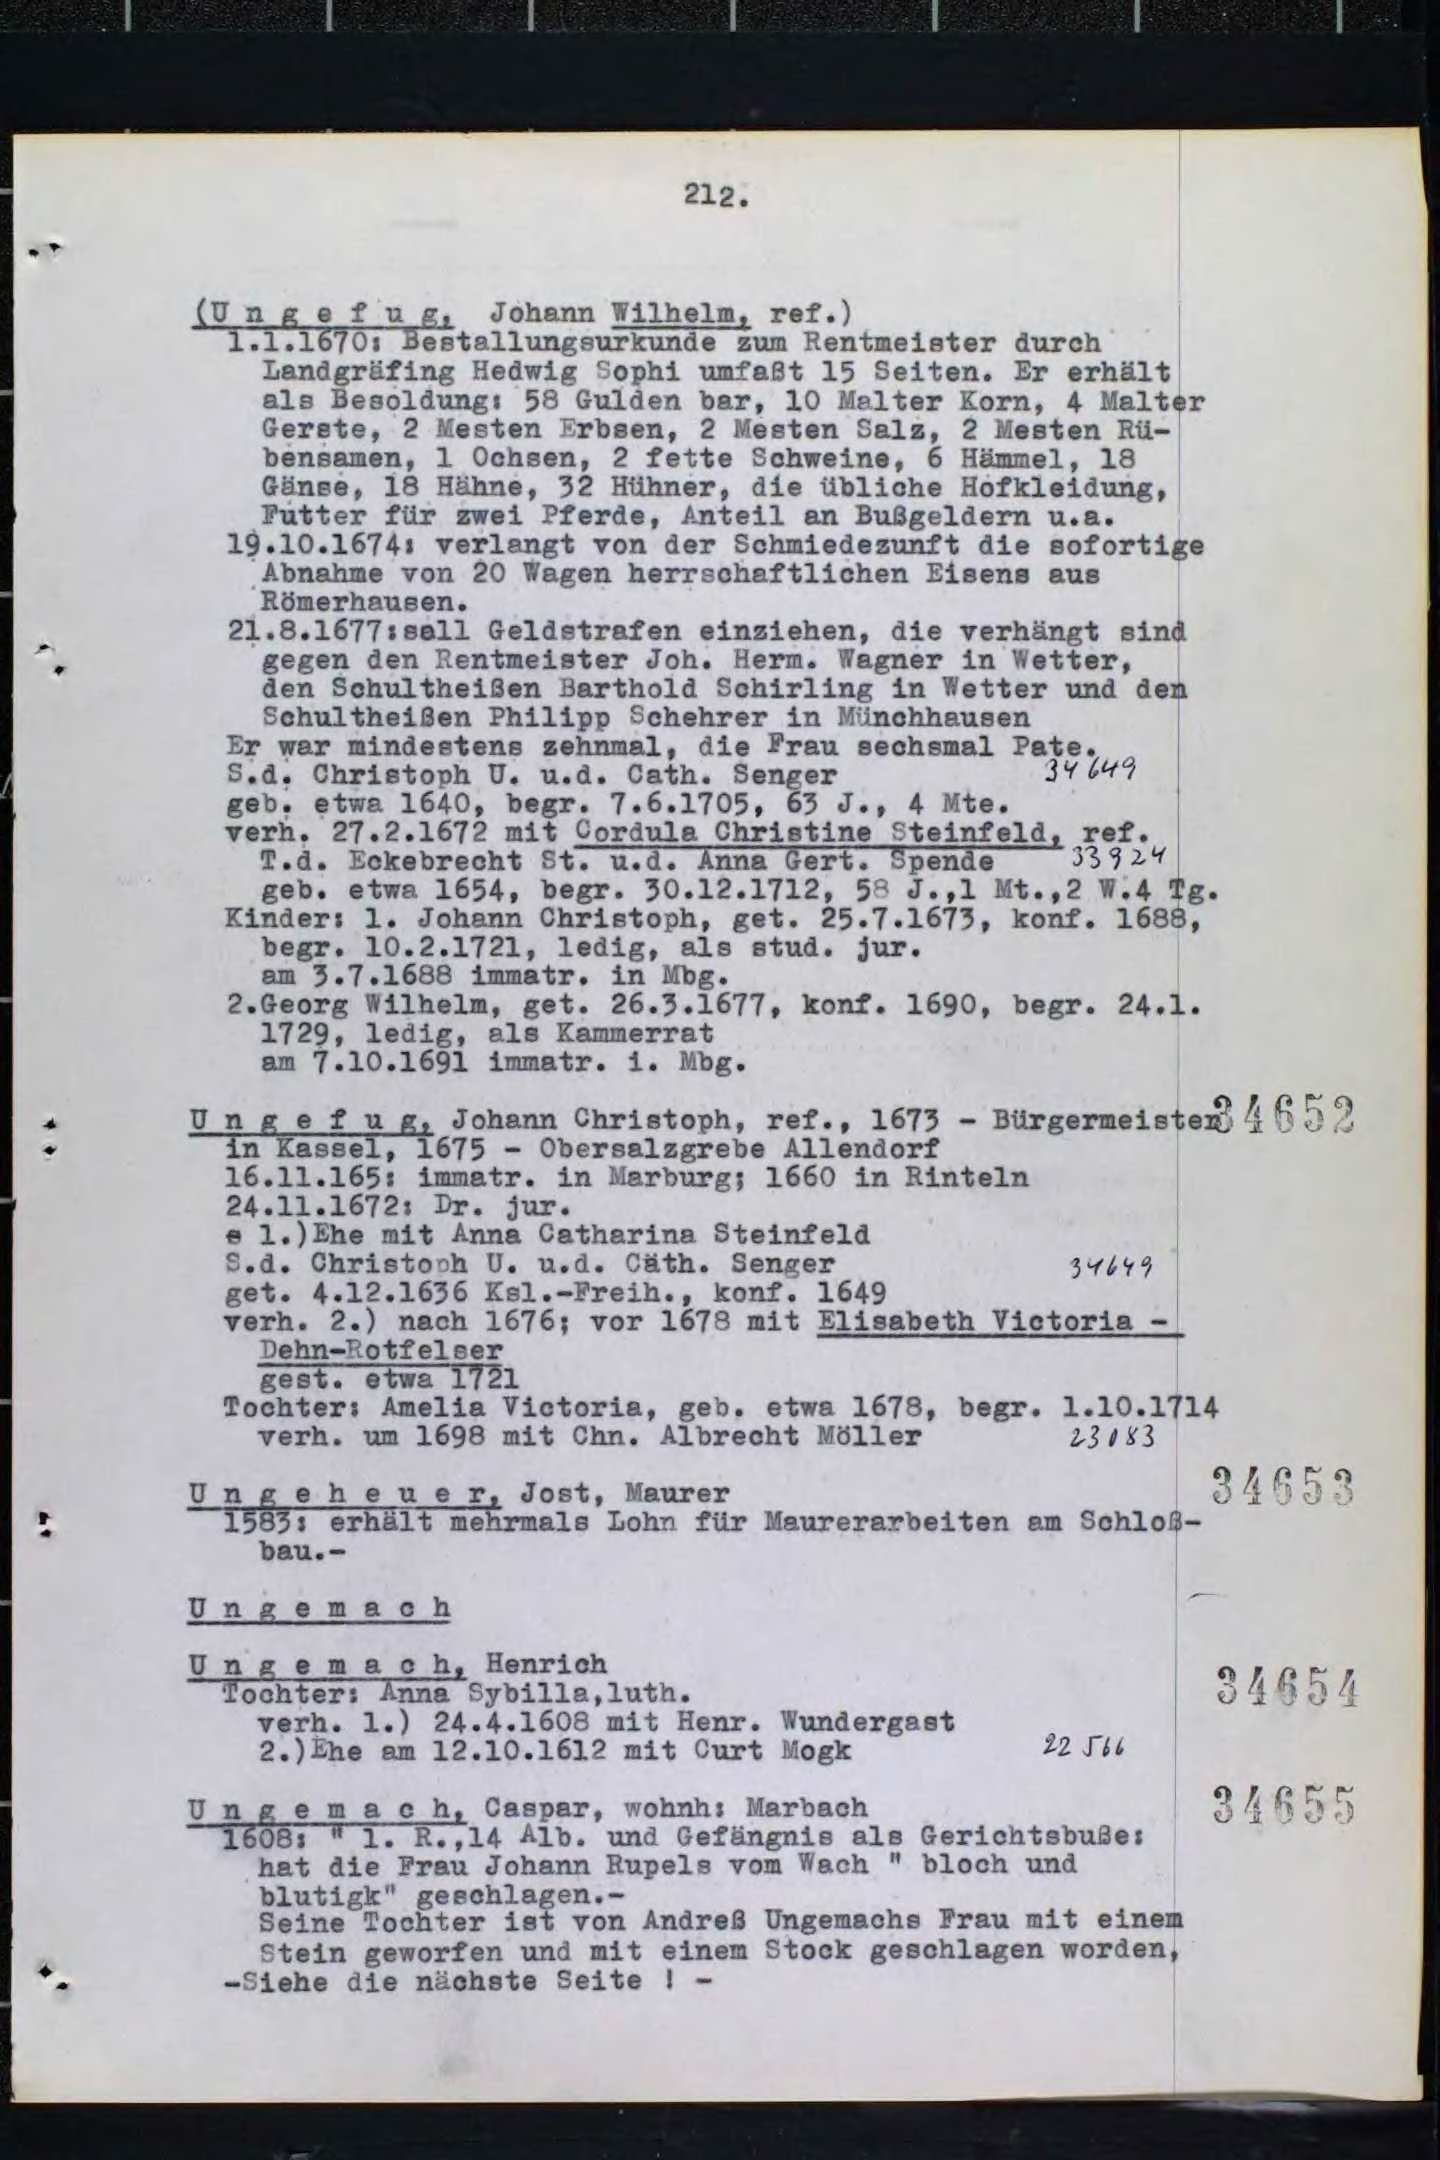 212.
(U n g e f u g, Johann Wilhelm, ref.)
1.1.1670: Bestallungsurkunde zum Rentmeister durch
Landgräfing Hedwig Sophi umfaßt 15 Seiten. Er erhält
als Besoldung: 58 Gulden bar, 10 Malter Korn, 4 Malter
Gerste, 2 Mesten Erbsen, 2 Mesten Salz, 2 Mesten Rü-
bensamen, 1 Ochsen, 2 fette Schweine, 6 Hämmel, 18
Gänse, 18 Hähne, 32 Hühner, die übliche Hofkleidung,
Futter für zwei Pferde, Anteil an Bußgeldern u.a.
19.10.1674: verlangt von der Schmiedezunft die sofortige
Abnahme von 20 Wagen herrschaftlichen Eisens aus
Römerhausen.
21.8.1677:soll Geldstrafen einziehen, die verhängt sind
gegen den Rentmeister Joh. Herm. Wagner in Wetter,
den Schultheißen Barthold Schirling in Wetter und den
Schultheißen Philipp Schehrer in Münchhausen
Er war mindestens zehnmal, die Frau sechsmal Pate.
S.d. Christoph U. u.d. Cath. Senger 34649
geb. etwa 1640, begr. 7.6.1705, 63 J., 4 Mte.
verh. 27.2.1672 mit Cordula Christine Steinfeld, ref.
T.d. Eckebrecht St. u.d. Anna Gert. Spende 33924
geb. etwa 1654, begr. 30.12.1712, 58 J.,1 Mt.,2 W.4 Tg.
Kinder: 1. Johann Christoph, get. 25.7.1673, konf. 1688,
begr. 10.2.1721, ledig, als stud. jur.
am 3.7.1688 immatr. in Mbg.
2.Georg Wilhelm, get. 26.3.1677, konf. 1690, begr. 24.1.
1729, ledig, als Kammerrat
am 7.10.1691 immatr. i. Mbg.
U n g e f u g, Johann Christoph, ref., 1673 - Bürgermeister 34652
in Kassel, 1675 - Obersalzgrebe Allendorf
16.11.165: immatr. in Marburg; 1660 in Rinteln
24.11.1672: Dr. jur.
e 1.)Ehe mit Anna Catharina Steinfeld
S.d. Christoph U. u.d. Cäth. Senger 34649
get. 4.12.1636 Ksl.-Freih., konf. 1649
verh. 2.) nach 1676; vor 1678 mit Elisabeth Victoria -
Dehn-Rotfelser
gest. etwa 1721
Tochter: Amelia Victoria, geb. etwa 1678, begr. 1.10.1714
verh. um 1698 mit Chn. Albrecht Möller 23083
U n g e h e u e r, Jost, Maurer 34653
1583: erhält mehrmals Lohn für Maurerarbeiten am Schloß-
bau.-
U n g e m a c h
U n g e m a c h, Henrich 34654
Tochter: Anna Sybilla,luth.
verh. 1.) 24.4.1608 mit Henr. Wundergast
2.)Ehe am 12.10.1612 mit Curt Mogk 22566
U n g e m a c h, Caspar, wohnh: Marbach 34655
1608: " 1. R.,14 Alb. und Gefängnis als Gerichtsbuße:
hat die Frau Johann Rupels vom Wach " bloch und
blutigk" geschlagen.-
Seine Tochter ist von Andreß Ungemachs Frau mit einem
Stein geworfen und mit einem Stock geschlagen worden,
-Siehe die nächste Seite ! -